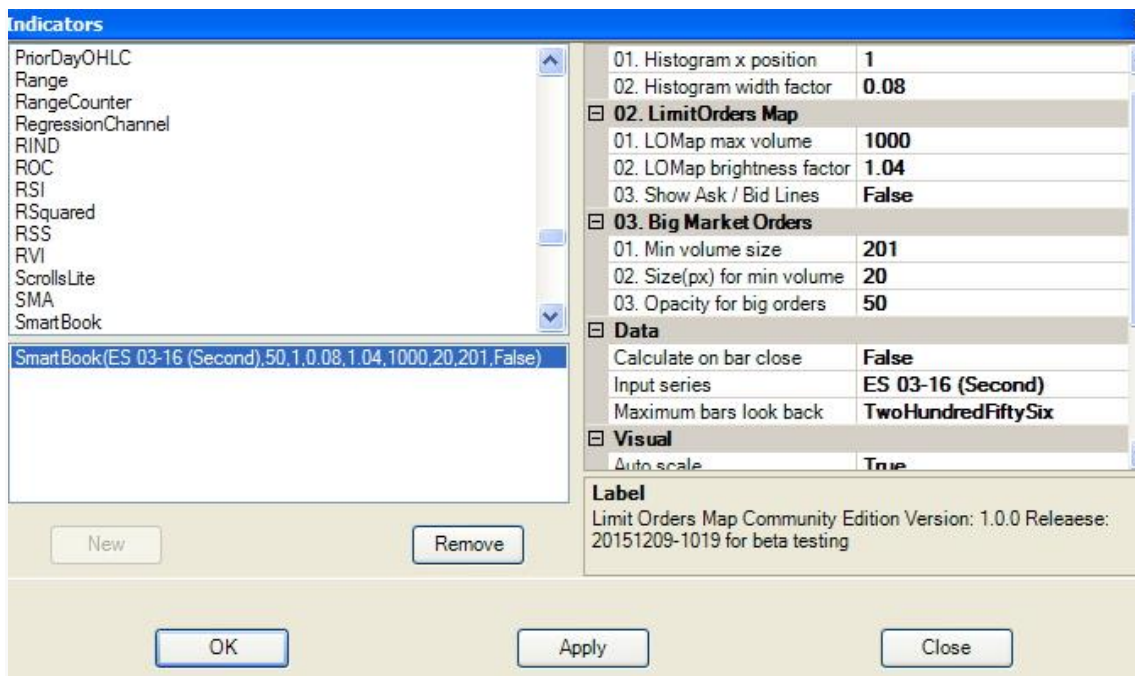 Indicators
PriorDayOHLC
Range
RangeCounter
RegressionChannel
RIND
ROC
RSI
RSquared
RSS
RVI
ScrollsLite
SMA
SmartBook
SmartBook(ES 03-16 (Second),50,1,0.08,1.04,1000,20,201,False)
New
Remove
01. Histogram x position 1
02. Histogram width factor 0.08
02. LimitOrders Map
01. LOMap max volume 1000
02. LOMap brightness factor 1.04
03. Show Ask / Bid Lines False
03. Big Market Orders
01. Min volume size 201
02. Size(px) for min volume 20
03. Opacity for big orders 50
Data
Calculate on bar close False
Input series ES 03-16 (Second)
Maximum bars look back TwoHundredFiftySix
Visual
Auto scale True
Label
Limit Orders Map Community Edition Version: 1.0.0 Releaese:
20151209-1019 for beta testing
OK
Apply
Close